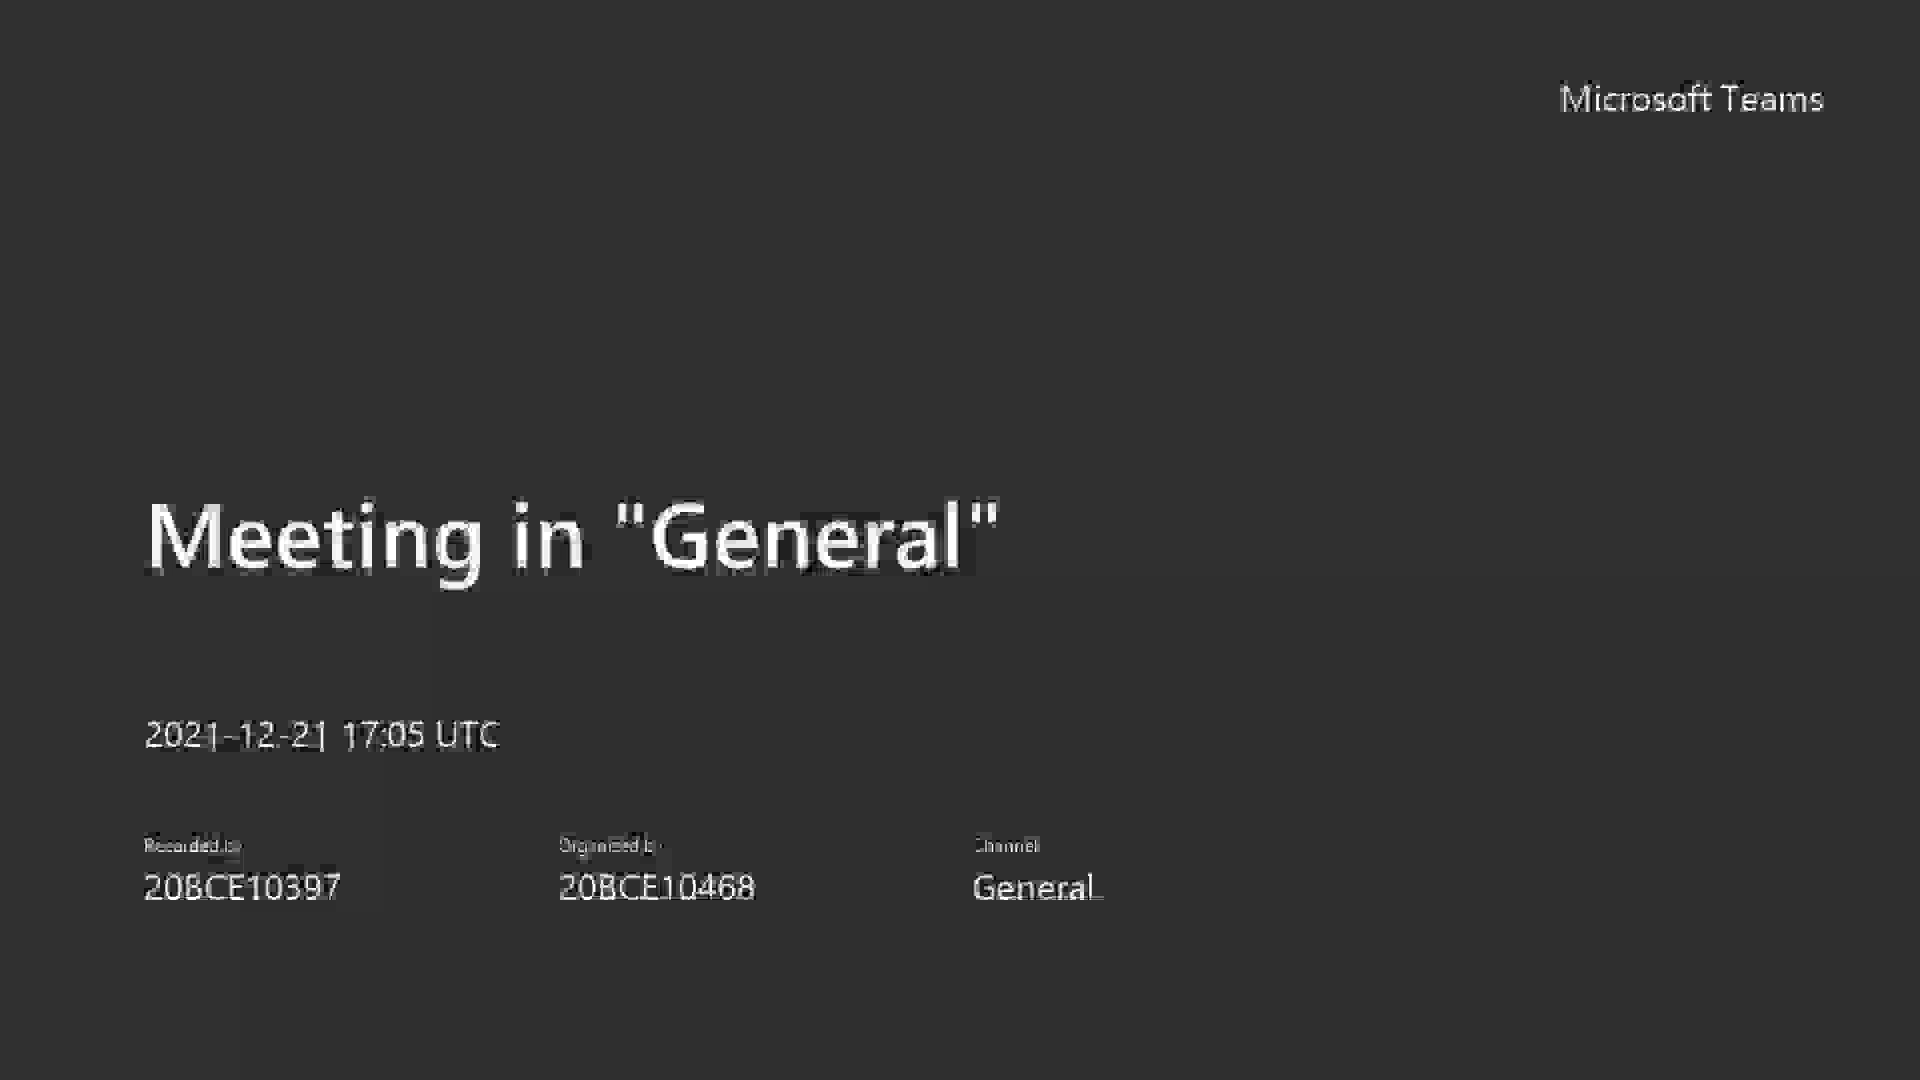 Microsoft Teams
Meeting in "General"
2021-12-21 17:05 UTC
Recorded by
Organized by
Channel
20BCE10397
20BCE10468
General